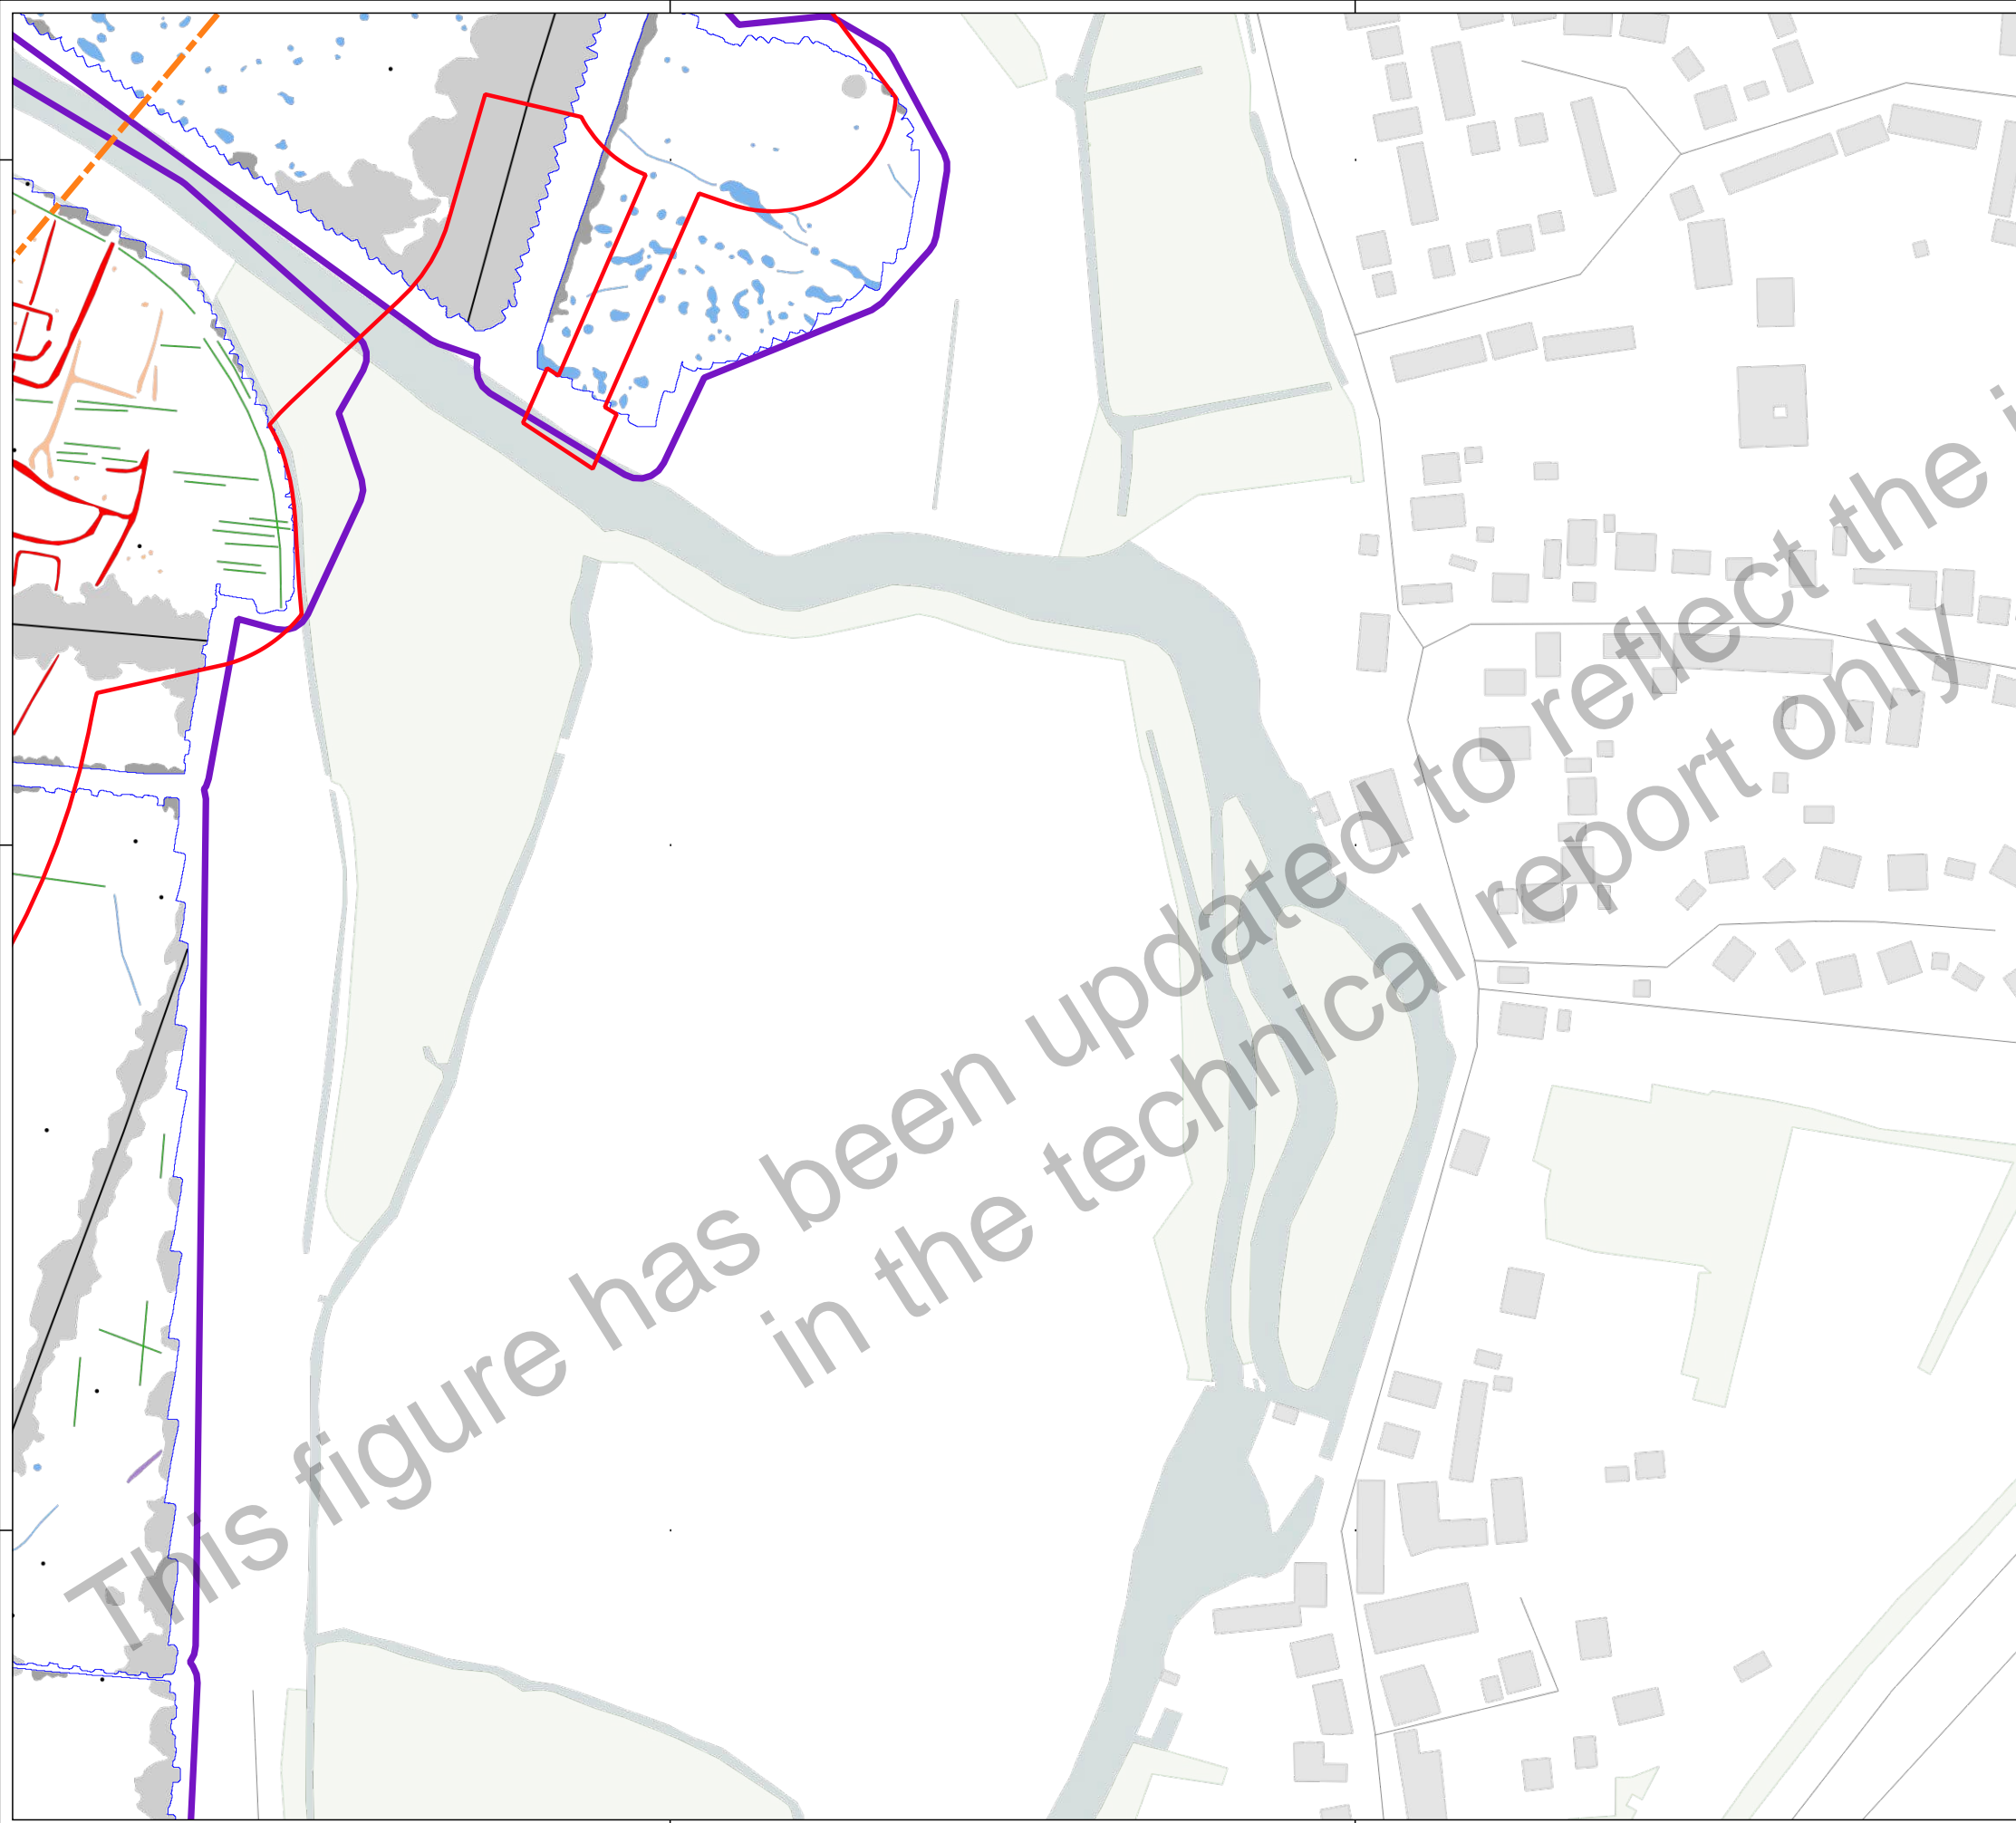 This figure has been updated to reflect the i
in the technical report only